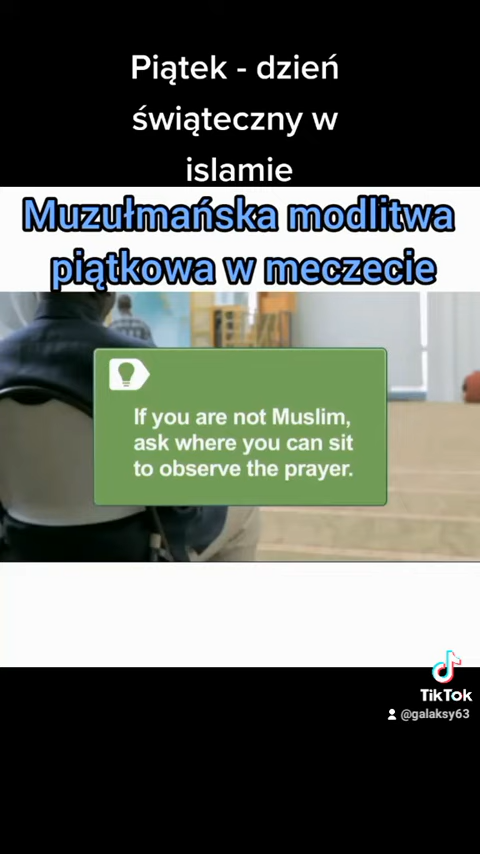 Piątek - dzień
świąteczny w
islamie
Muzułmańska modlitwa
piątkowa w meczecie
If you are not Muslim,
ask where you can sit
to observe the prayer.
TikTok
@galaksy63